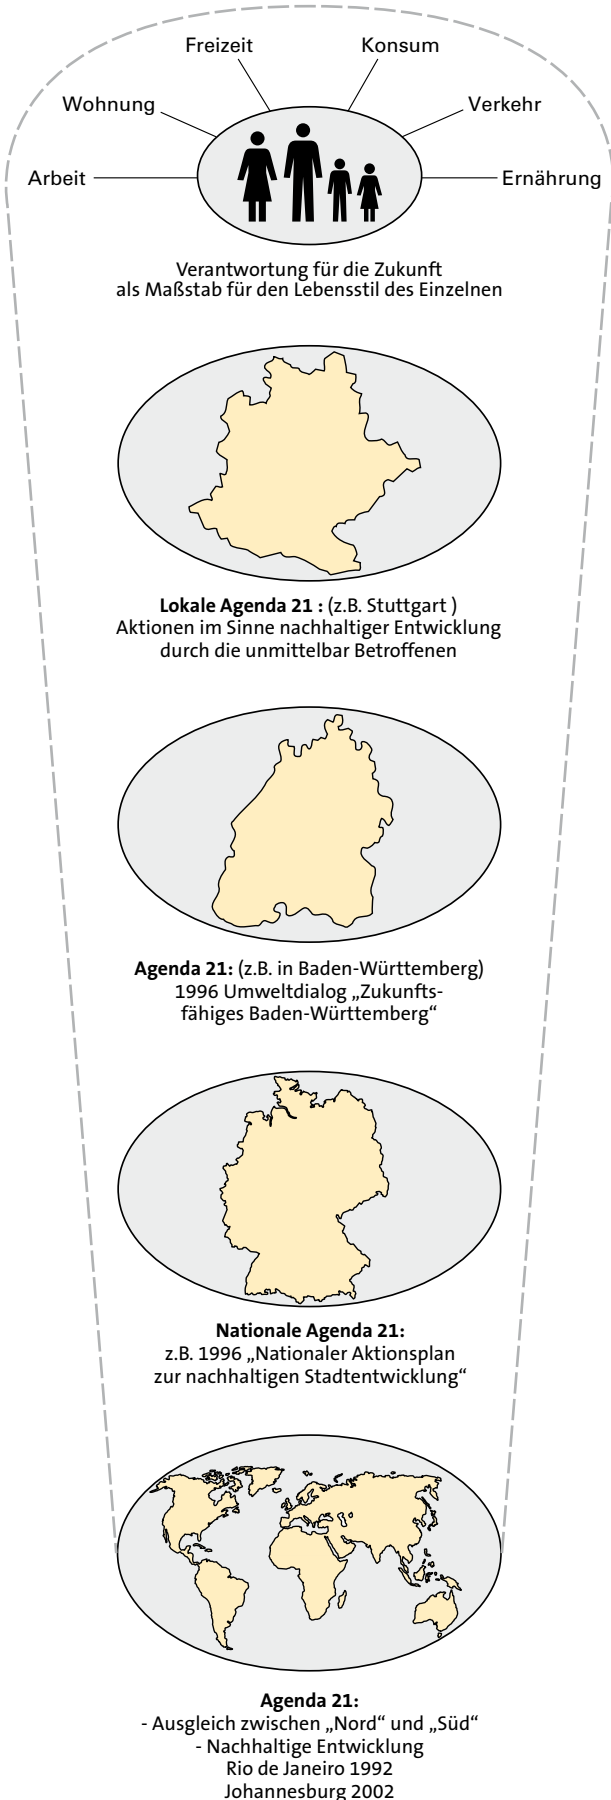 Freizeit
Konsum
Wohnung
Verkehr
Arbeit
Ernährung
Verantwortung für die Zukunft
als Maßstab für den Lebensstil des Einzelnen
Lokale Agenda 21 : (z.B. Stuttgart )
Aktionen im Sinne nachhaltiger Entwicklung
durch die unmittelbar Betroffenen
Agenda 21: (z.B. in Baden-Württemberg)
1996 Umweltdialog „Zukunfts-
fähiges Baden-Württemberg“
Nationale Agenda 21:
z.B. 1996 „Nationaler Aktionsplan
zur nachhaltigen Stadtentwicklung“
Agenda 21:
- Ausgleich zwischen „Nord“ und „Süd“
- Nachhaltige Entwicklung
Rio de Janeiro 1992
Johannesburg 2002